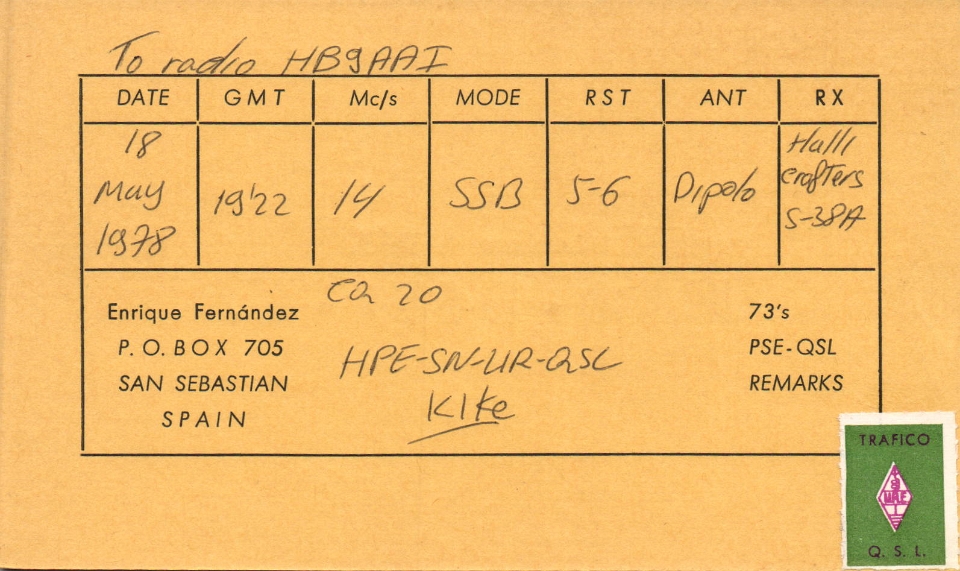 To radio HB9AAI
DATE GMT Mc/s MODE RST ANT RX
18 May 1978 19'22 14 SSB 5-6 Dipolo Halli crafters S-38A
CQ 20
Enrique Fernández
P.O. BOX 705
SAN SEBASTIAN
SPAIN
HPE-SN-UR-QSL
Kike
73's
PSE-QSL
REMARKS
TRAFICO
URE
Q. S. L.